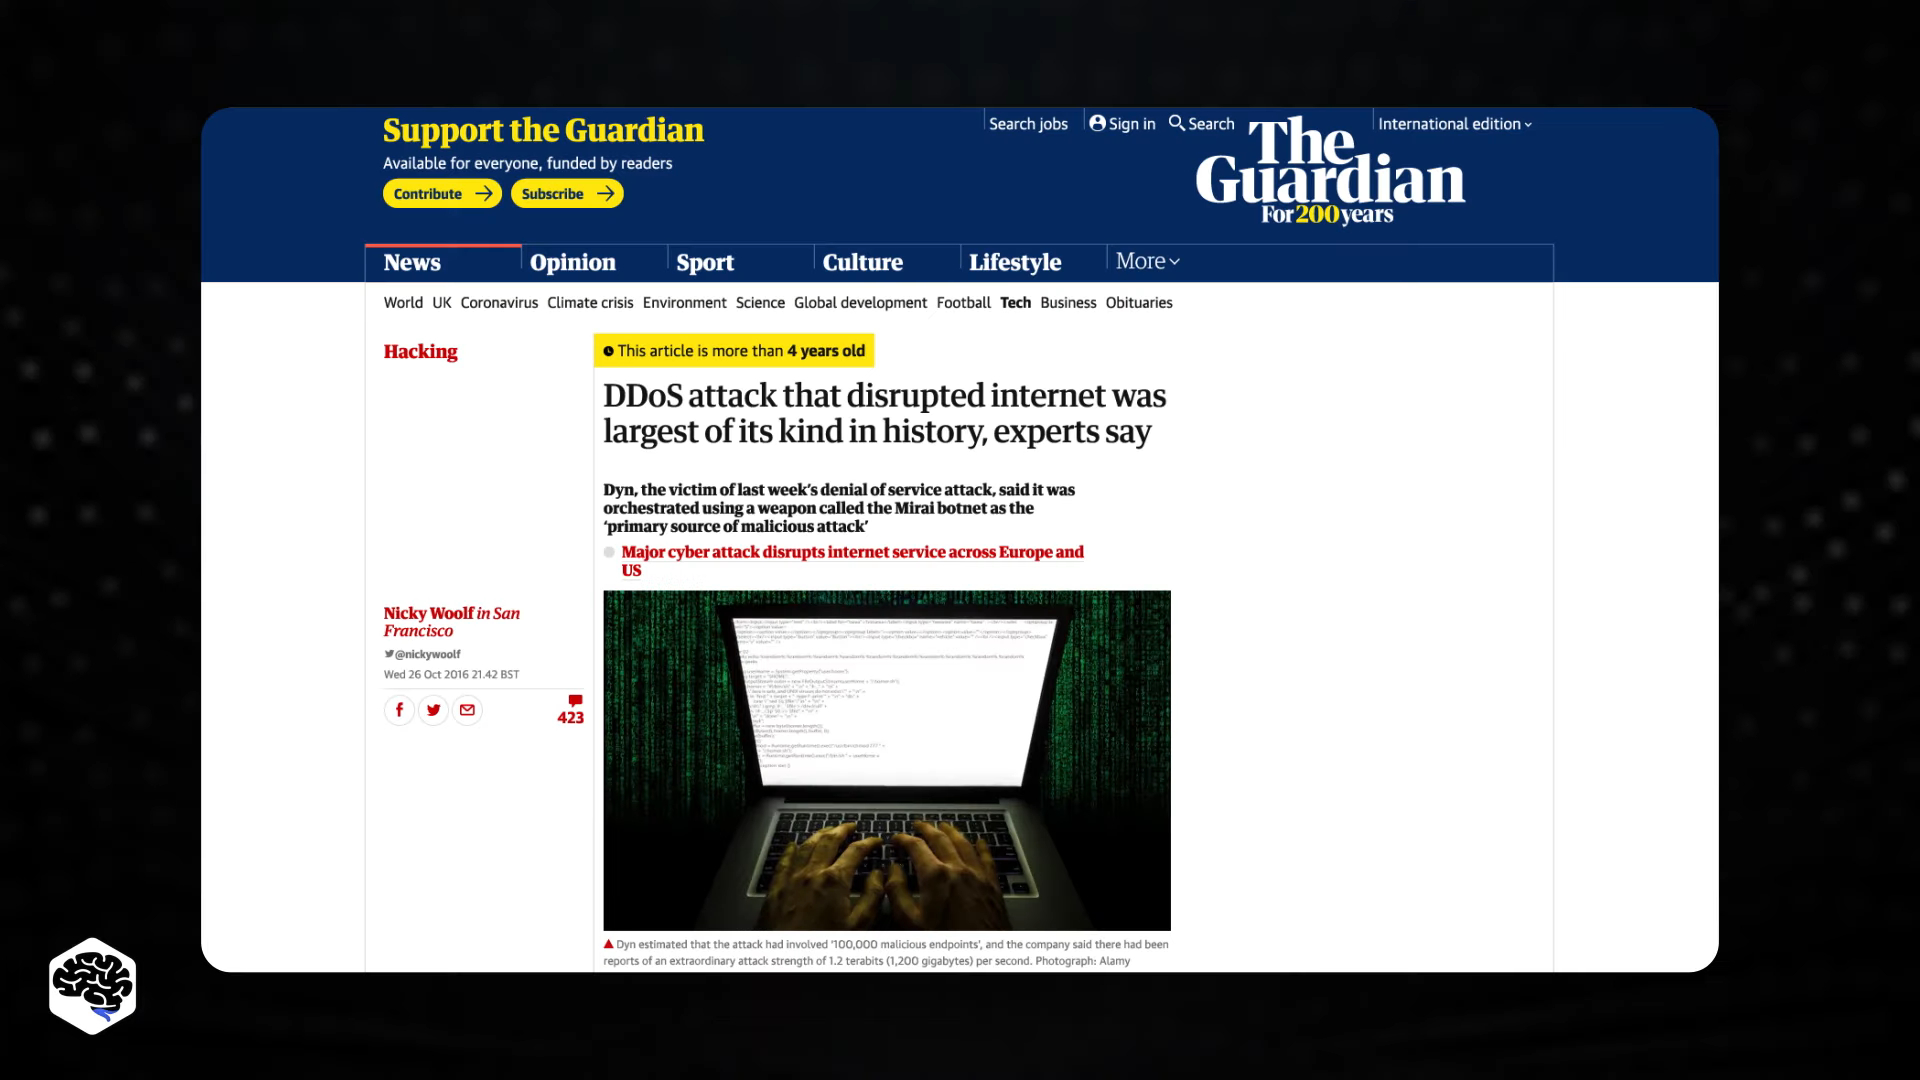 Support the Guardian
Available for everyone, funded by readers
Contribute
Subscribe
Search jobs
Sign in
Search
International edition
The
Guardian
For 200 years
News
Opinion
Sport
Culture
Lifestyle
More
World UK Coronavirus Climate crisis Environment Science Global development Football Tech Business Obituaries
Hacking
This article is more than 4 years old
DDoS attack that disrupted internet was
largest of its kind in history, experts say
Dyn, the victim of last week's denial of service attack, said it was
orchestrated using a weapon called the Mirai botnet as the
'primary source of malicious attack'
Major cyber attack disrupts internet service across Europe and
US
Nicky Woolf in San
Francisco
@nickywoolf
Wed 26 Oct 2016 21.42 BST
423
Dyn estimated that the attack had involved '100,000 malicious endpoints', and the company said there had been
reports of an extraordinary attack strength of 1.2 terabits (1,200 gigabytes) per second. Photograph: Alamy